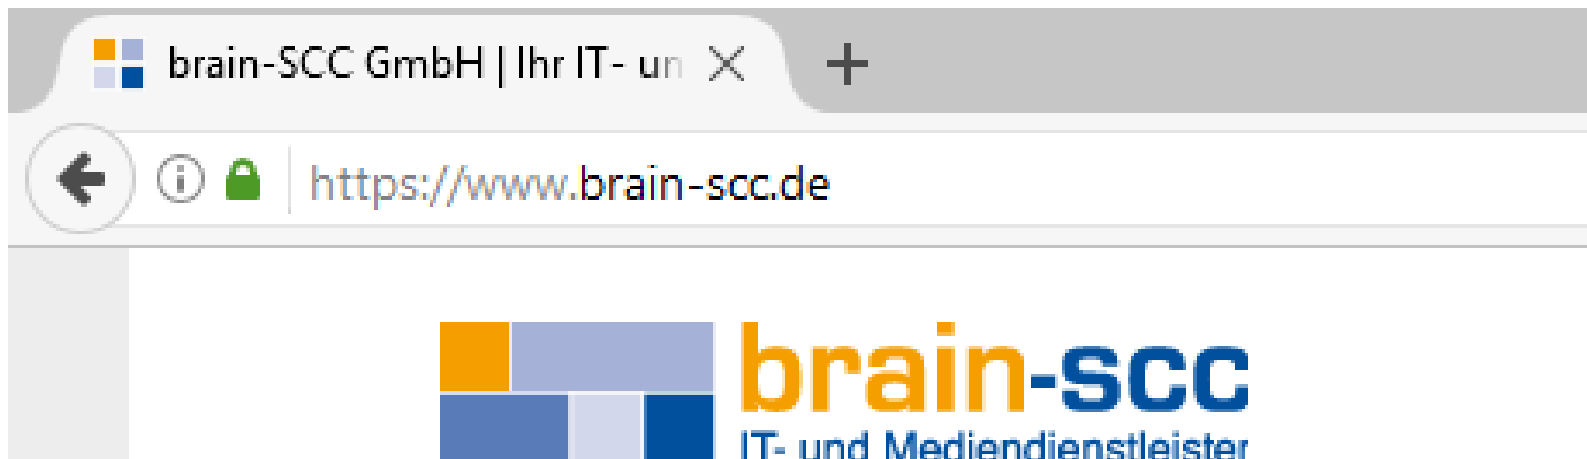 brain-SCC GmbH | Ihr IT- un
https://www.brain-scc.de
brain-scc
IT- und Mediendienstleister